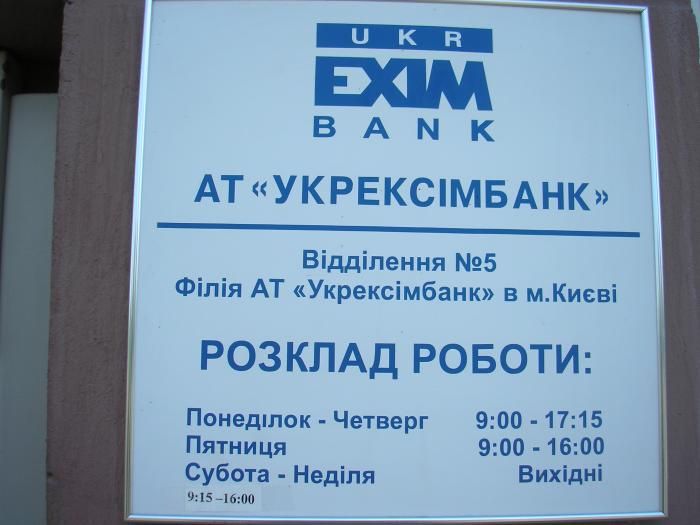 UKR
EXIM
BANK
АТ «УКРЕКСІМБАНК»
Відділення №5
Філія АТ «Укрексімбанк» в м.Києві
РОЗКЛАД РОБОТИ:
Понеділок - Четверг 9:00 - 17:15
Пятниця 9:00 - 16:00
Субота - Неділя Вихідні
9:15 –16:00